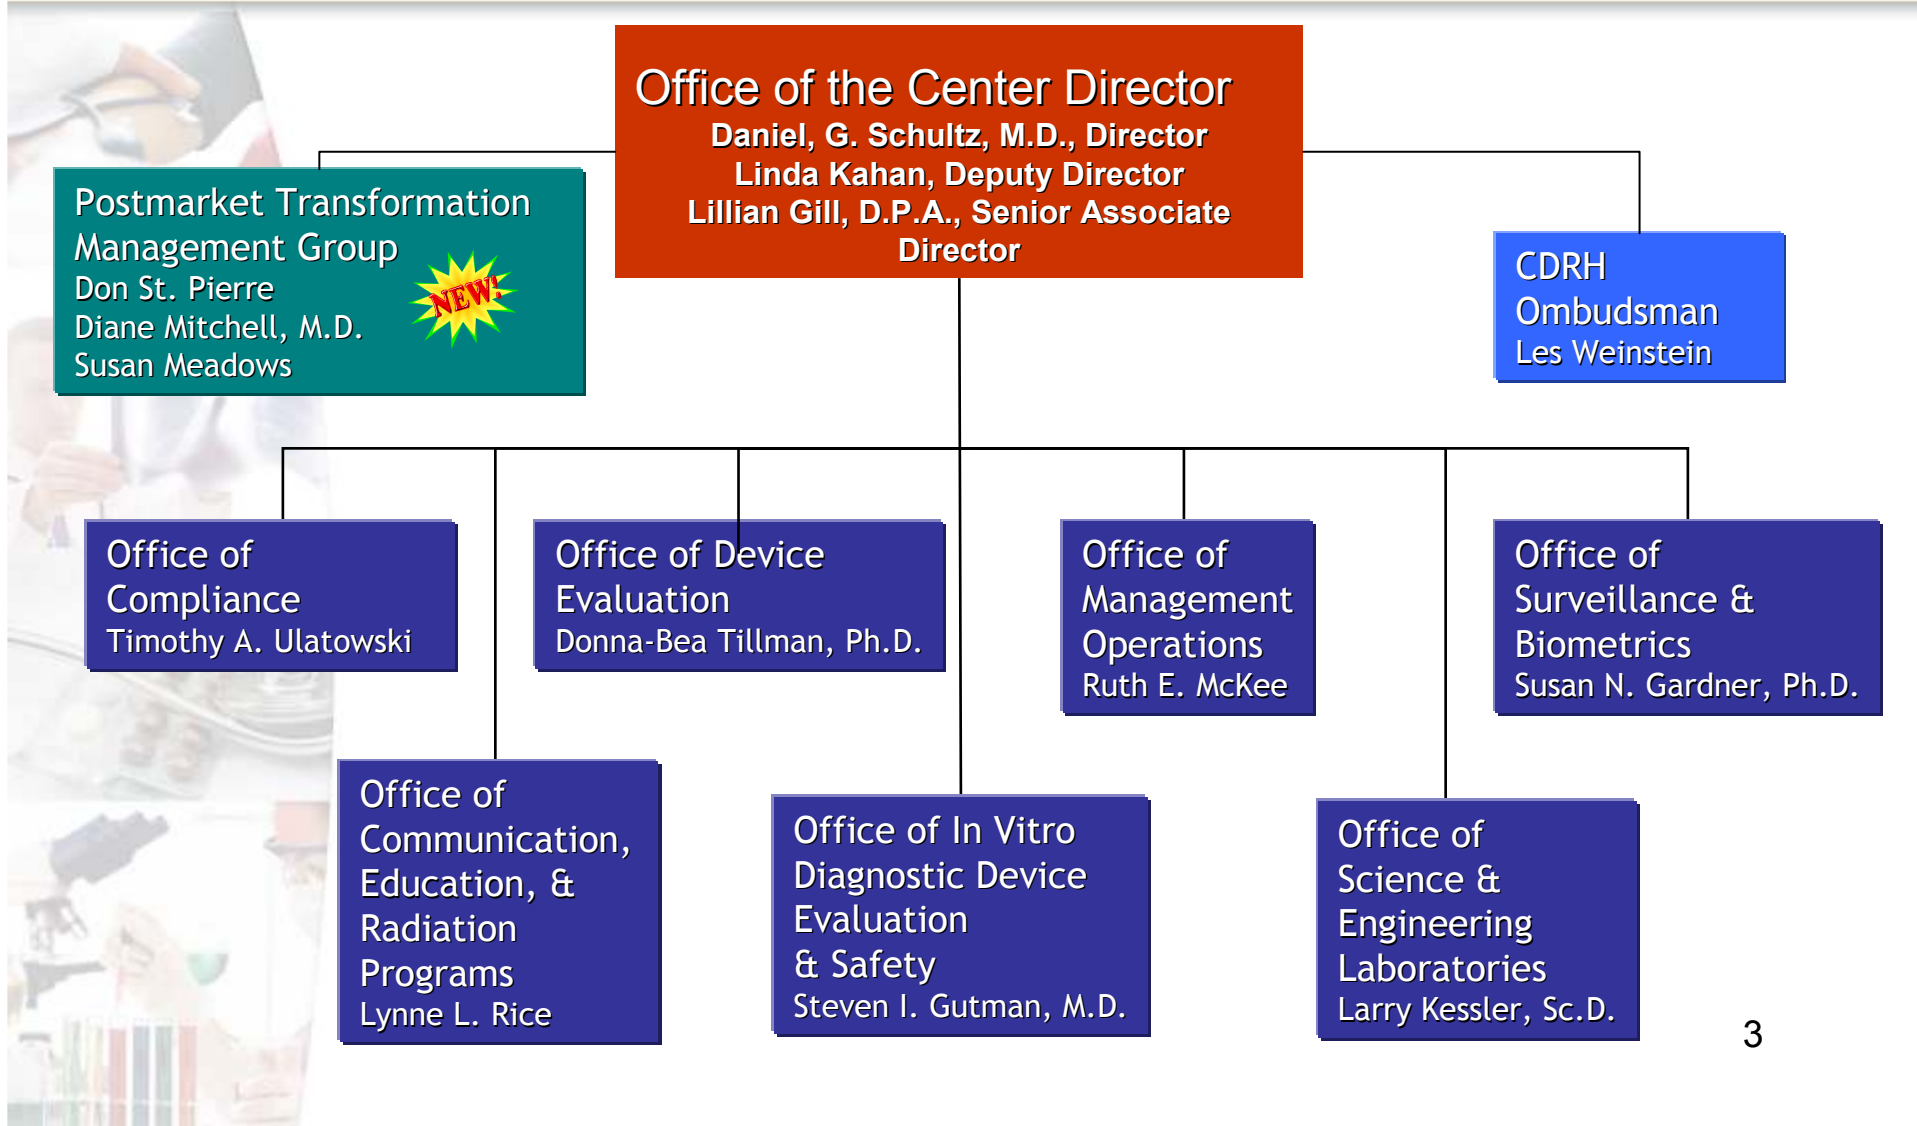 Office of the Center Director
Daniel, G. Schultz, M.D., Director
Linda Kahan, Deputy Director
Lillian Gill, D.P.A., Senior Associate
Director
Postmarket Transformation
Management Group
Don St. Pierre
Diane Mitchell, M.D.
Susan Meadows
NEW!
CDRH
Ombudsman
Les Weinstein
Office of
Compliance
Timothy A. Ulatowski
Office of Device
Evaluation
Donna-Bea Tillman, Ph.D.
Office of
Management
Operations
Ruth E. McKee
Office of
Surveillance &
Biometrics
Susan N. Gardner, Ph.D.
Office of
Communication,
Education, &
Radiation
Programs
Lynne L. Rice
Office of In Vitro
Diagnostic Device
Evaluation
& Safety
Steven I. Gutman, M.D.
Office of
Science &
Engineering
Laboratories
Larry Kessler, Sc.D.
3